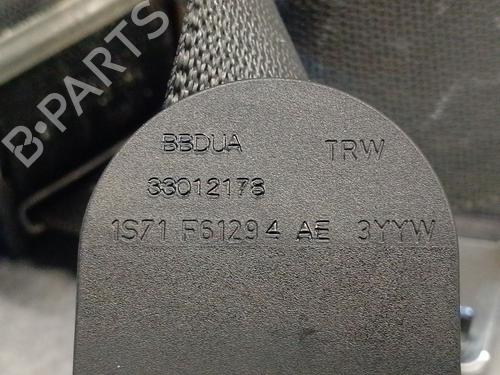 B-PARTS
BBDUA TRW
33012178
1S71 F61294 AE 3YYW